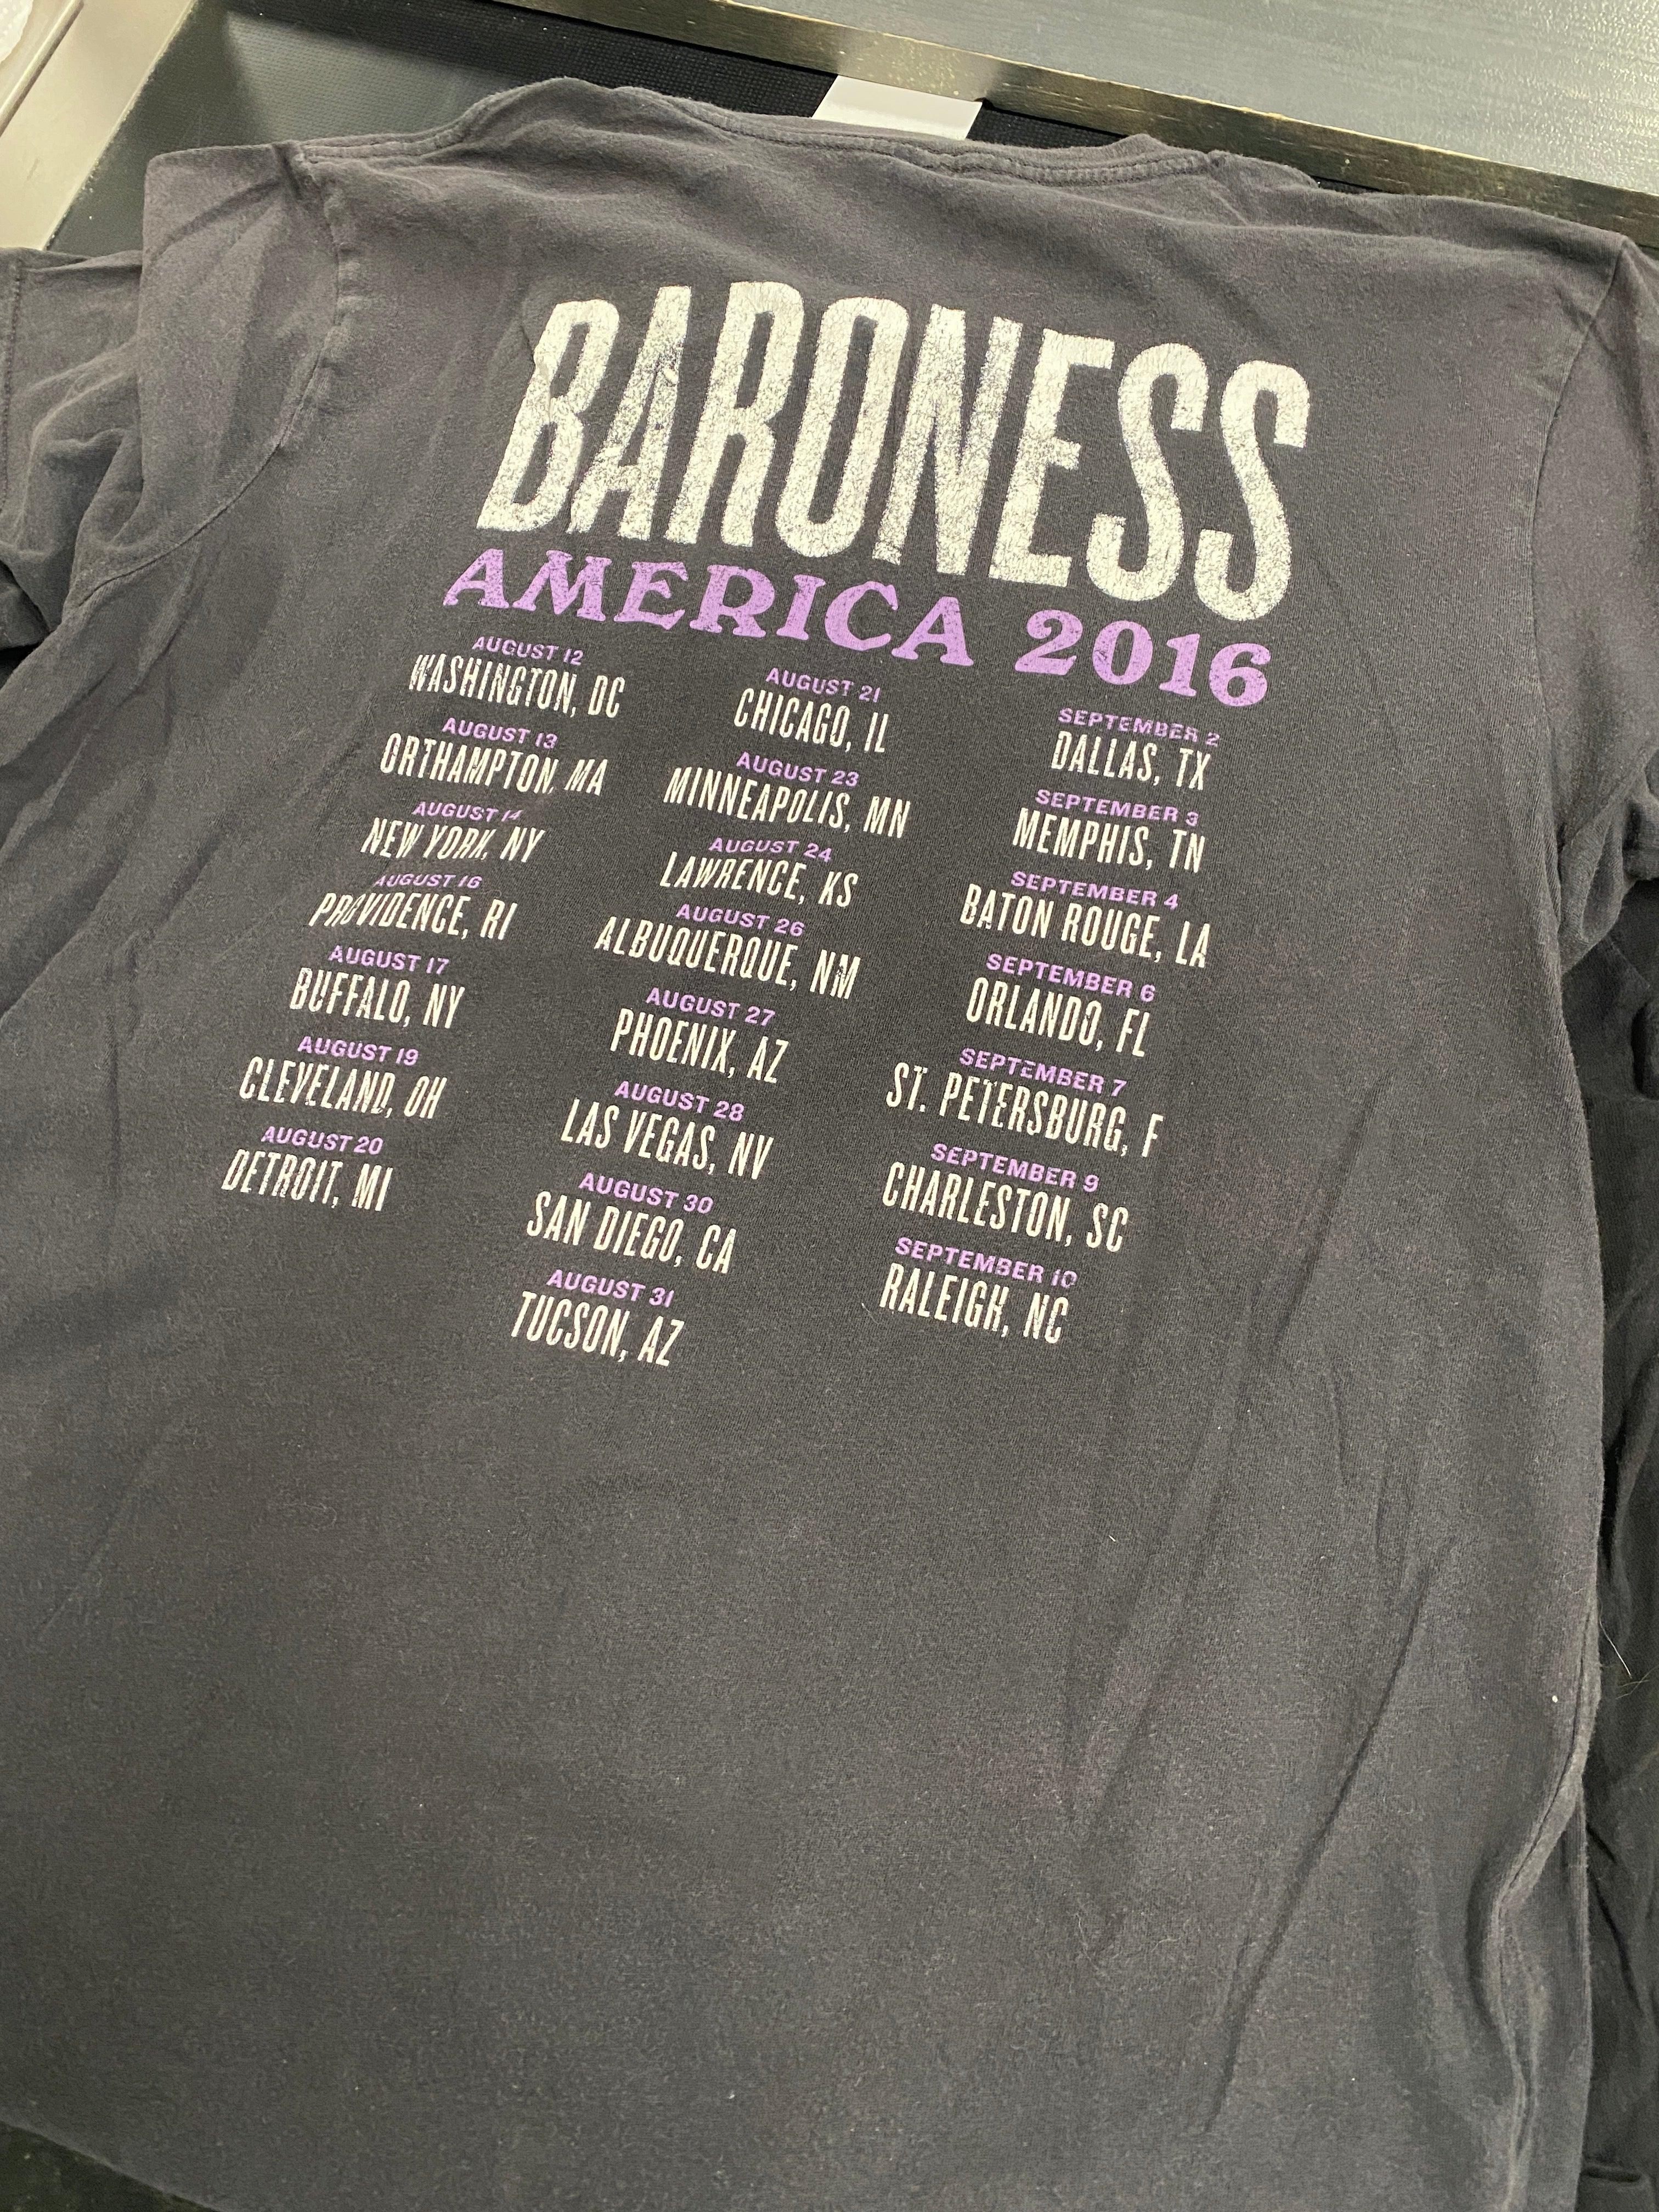 BARONESS
AMERICA 2016
AUGUST 12
WASHINGTON, DC
AUGUST 13
ORTHAMPTON, MA
AUGUST 14
NEW YORK, NY
AUGUST 16
PROVIDENCE, RI
AUGUST 17
BUFFALO, NY
AUGUST 19
CLEVELAND, OH
AUGUST 20
DETROIT, MI
AUGUST 21
CHICAGO, IL
AUGUST 23
MINNEAPOLIS, MN
AUGUST 24
LAWRENCE, KS
AUGUST 26
ALBUQUERQUE, NM
AUGUST 27
PHOENIX, AZ
AUGUST 28
LAS VEGAS, NV
AUGUST 30
SAN DIEGO, CA
AUGUST 31
TUCSON, AZ
SEPTEMBER 2
DALLAS, TX
SEPTEMBER 3
MEMPHIS, TN
SEPTEMBER 4
BATON ROUGE, LA
SEPTEMBER 6
ORLANDO, FL
SEPTEMBER 7
ST. PETERSBURG, F
SEPTEMBER 9
CHARLESTON, SC
SEPTEMBER 10
RALEIGH, NC